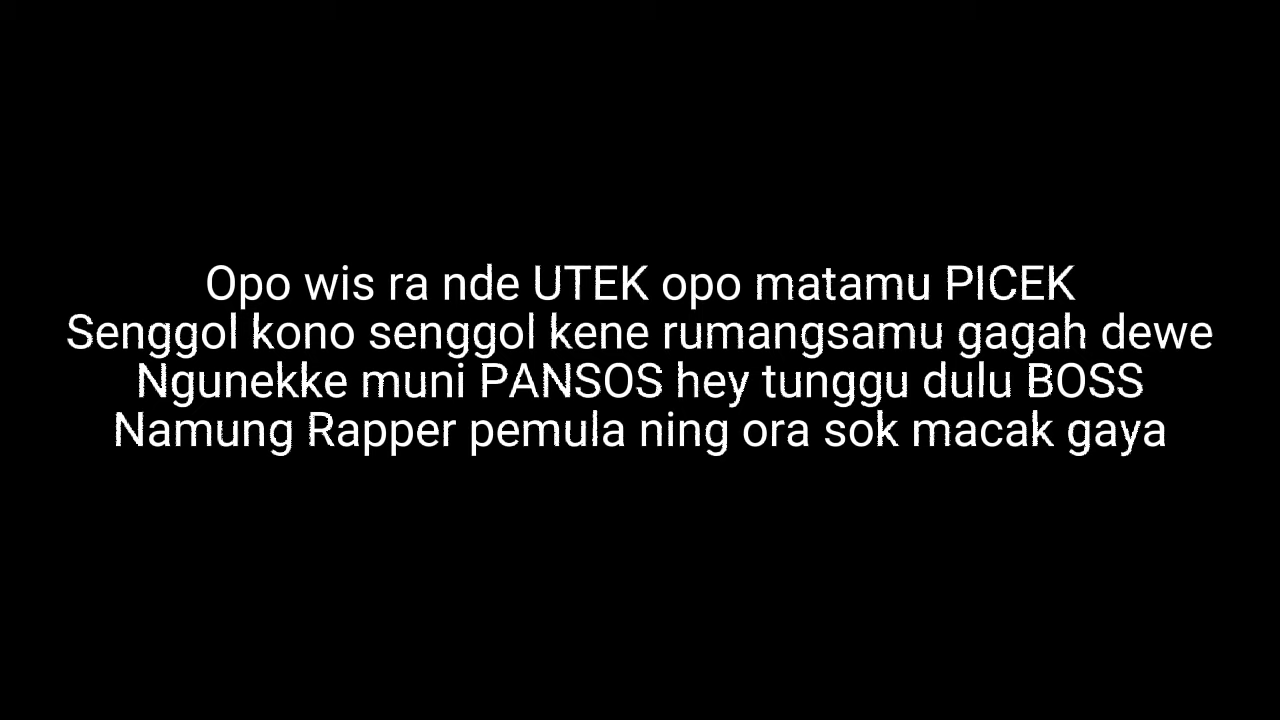 Opo wis ra nde UTEK opo matamu PICEK
Senggol kono senggol kene rumangsamu gagah dewe
Ngunekke muni PANSOS hey tunggu dulu BOSS
Namung Rapper pemula ning ora sok macak gaya